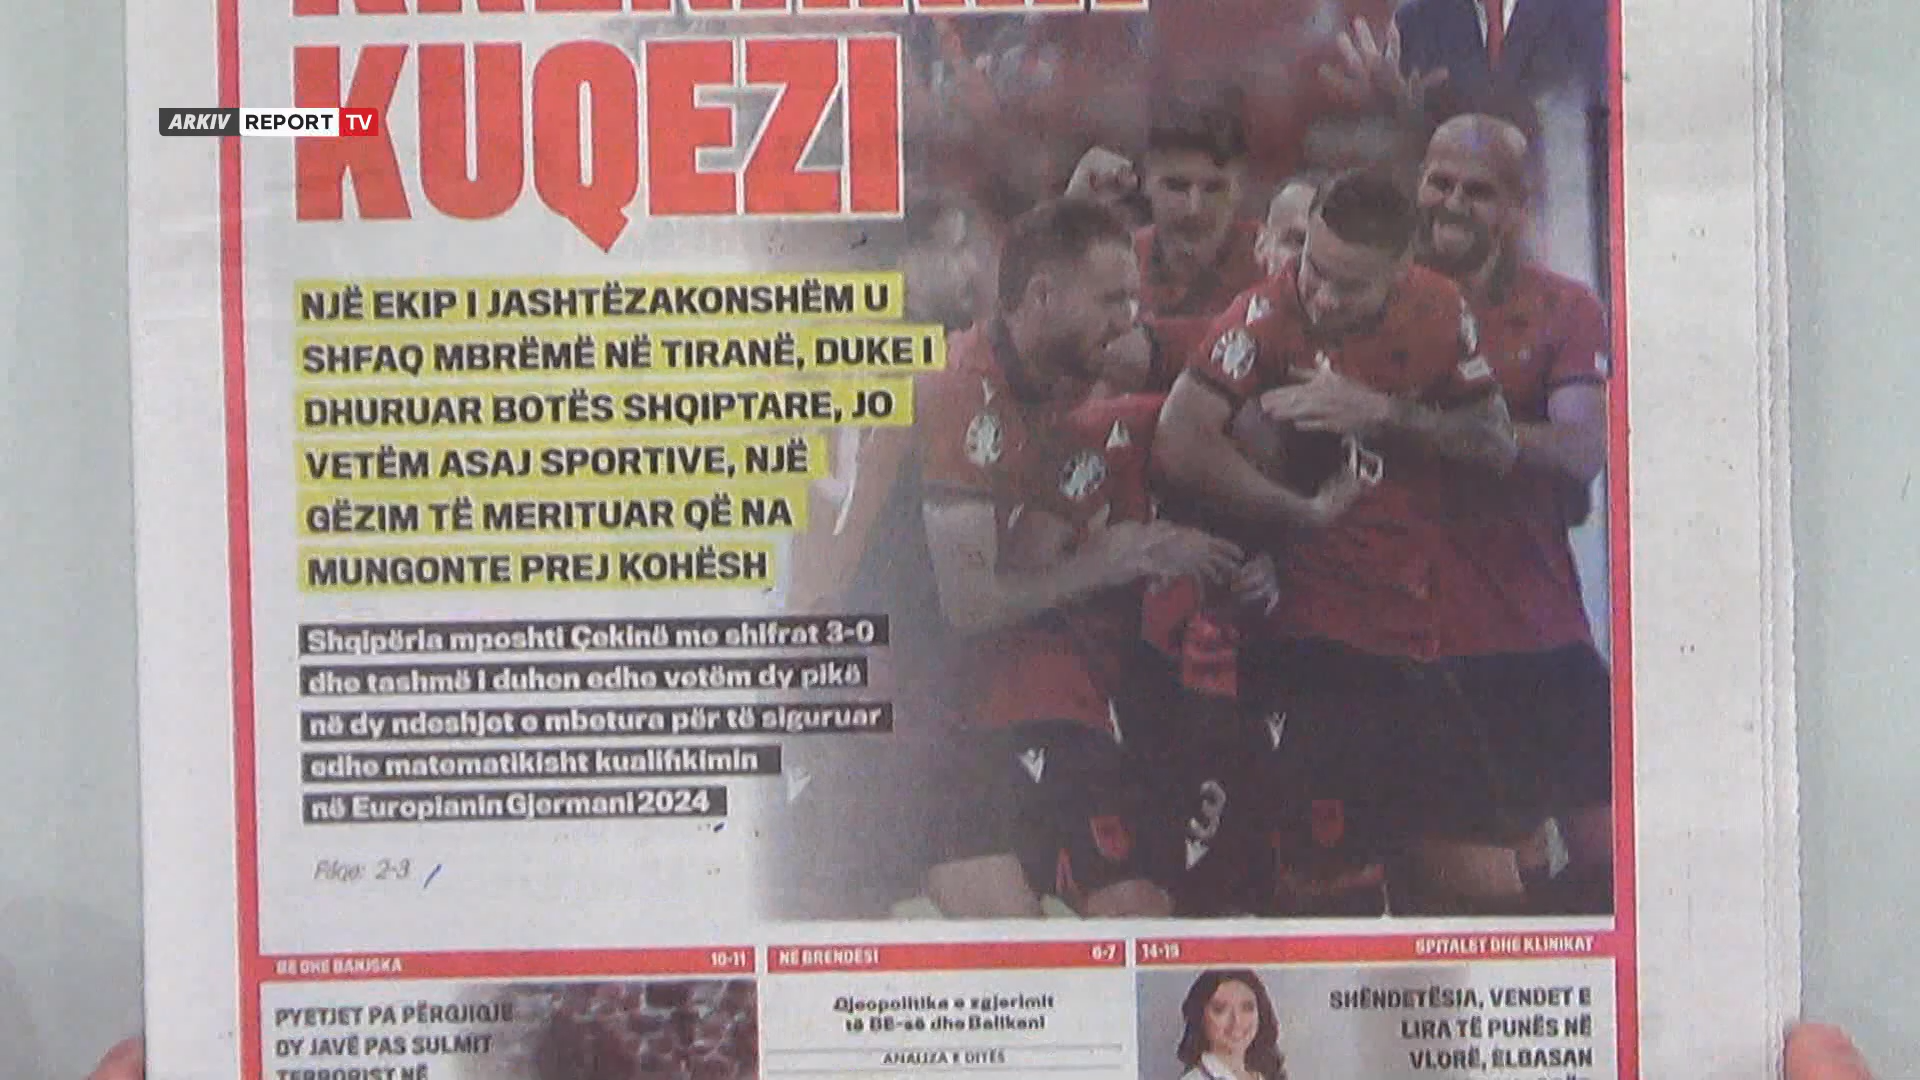 KUQEZI
ARKIV REPORT TV
NJË EKIP I JASHTËZAKONSHËM U
SHFAQ MBRËMË NË TIRANË, DUKE I
DHURUAR BOTËS SHQIPTARE, JO
VETËM ASAJ SPORTIVE, NJË
GËZIM TË MERITUAR QË NA
MUNGONTE PREJ KOHËSH
Shqipëria mposhti Çekinë me shifrat 3-0
dhe tashmë i duhen edhe vetëm dy pikë
në dy ndeshjet e mbetura për të siguruar
edhe matematikisht kualifikimin
në Europianin Gjermani 2024
Faqe: 2-3
3
BE DHE BANJSKA 10-11
PYETJET PA PËRGJIGJE
DY JAVË PAS SULMIT
TERRORIST NË
NË BRENDËSI 6-7
Gjeopolitika e zgjerimit
të BE-së dhe Ballkani
ANALIZA E DITËS
14-15 SPITALET DHE KLINIKAT
SHËNDETËSIA, VENDET E
LIRA TË PUNËS NË
VLORË, ELBASAN